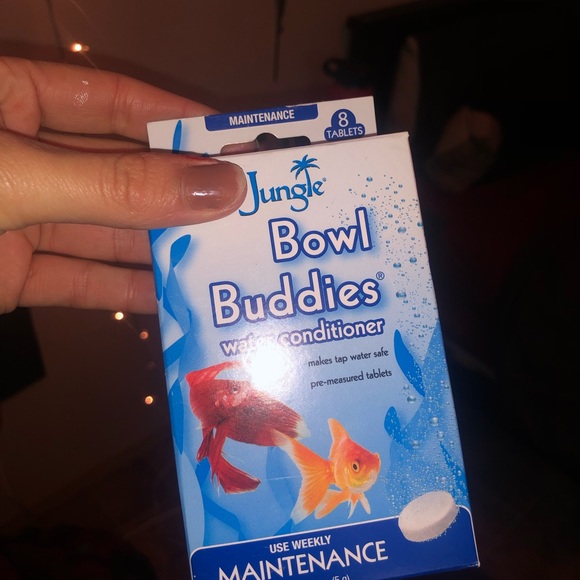 MAINTENANCE
8
TABLETS
Jungle®
Bowl
Buddies®
water conditioner
makes tap water safe
pre-measured tablets
USE WEEKLY
MAINTENANCE